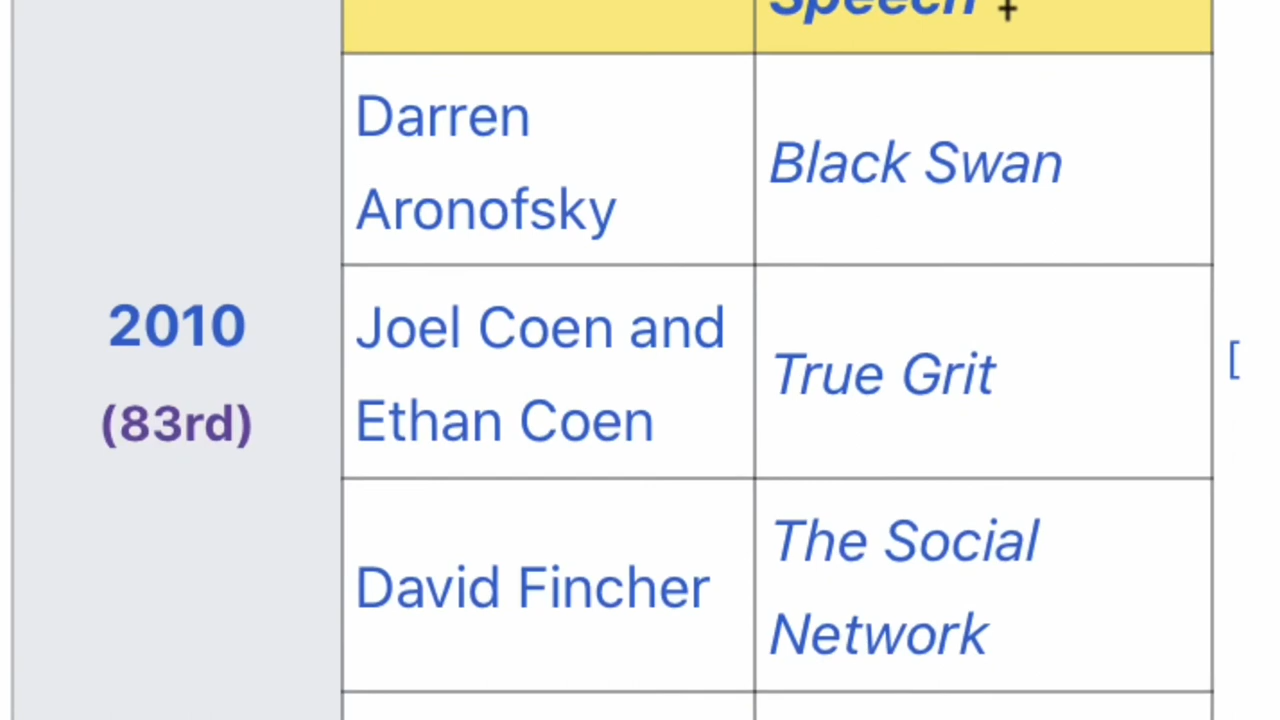 Speech ‡
Darren
Aronofsky
Black Swan
2010
(83rd)
Joel Coen and
Ethan Coen
True Grit
[
David Fincher
The Social
Network